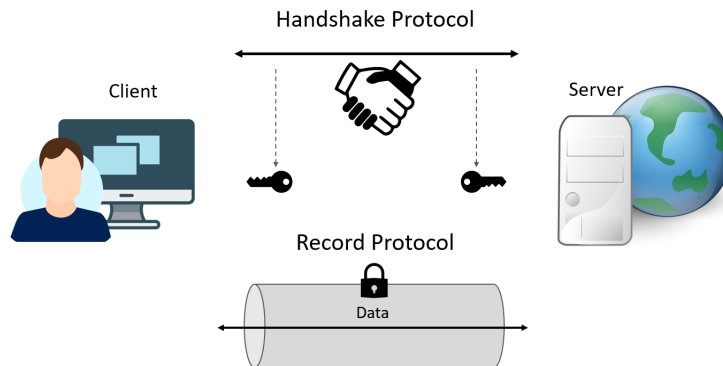 Handshake Protocol
Client
Server
Record Protocol
Data